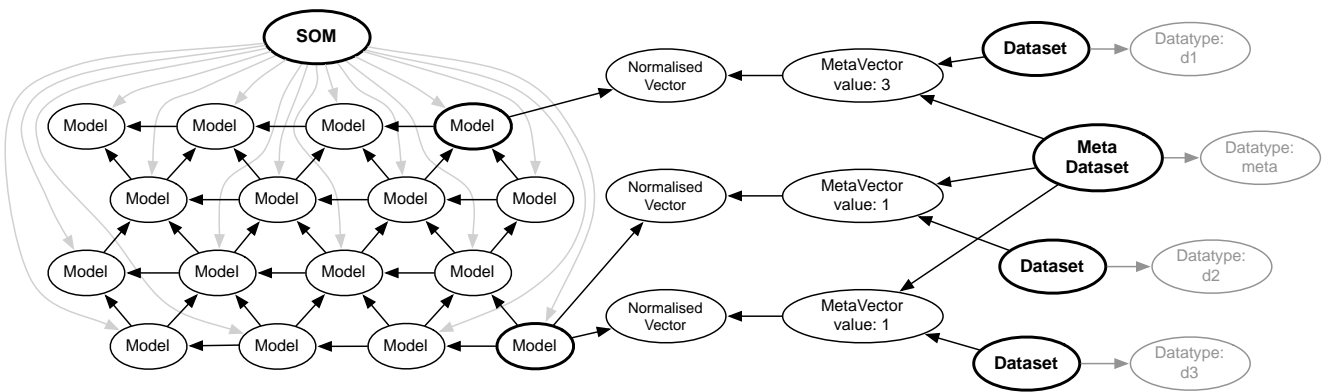 SOM
Dataset
Datatype:
d1
Normalised
Vector
MetaVector
value: 3
Model
Model
Model
Model
Meta
Dataset
Datatype:
meta
Model
Model
Model
Model
Normalised
Vector
MetaVector
value: 1
Model
Model
Model
Model
Dataset
Datatype:
d2
Normalised
Vector
MetaVector
value: 1
Model
Model
Model
Model
Dataset
Datatype:
d3